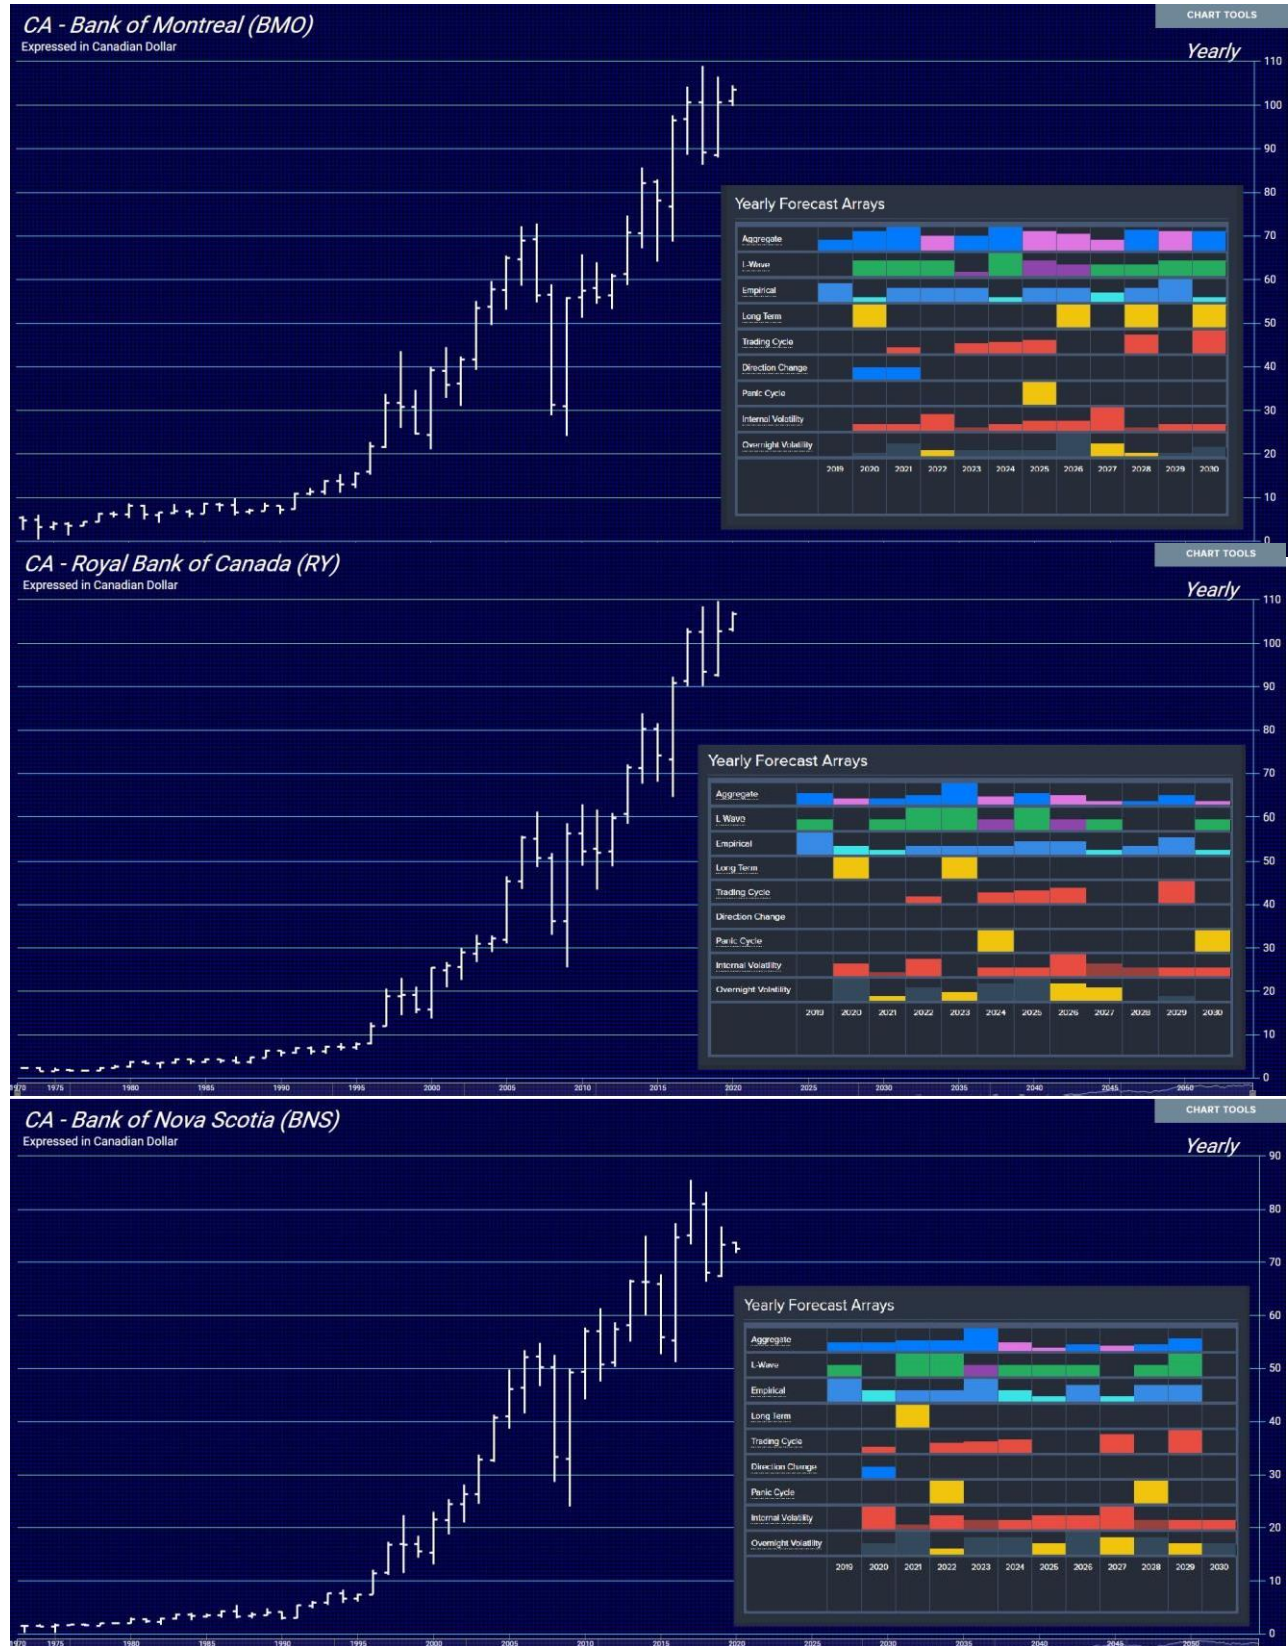 CA - Bank of Montreal (BMO)
Expressed in Canadian Dollar
CHART TOOLS
Yearly
110
100
90
80
70
60
50
40
30
20
10
0
Yearly Forecast Arrays
Aggregate
L-Wave
Empirical
Long Term
Trading Cycle
Direction Change
Panic Cycle
Internal Volatility
Overnight Volatility
2019 2020 2021 2022 2023 2024 2025 2026 2027 2028 2029 2030
CA - Royal Bank of Canada (RY)
Expressed in Canadian Dollar
CHART TOOLS
Yearly
110
100
90
80
70
60
50
40
30
20
10
0
Yearly Forecast Arrays
Aggregate
L Wave
Empirical
Long Term
Trading Cycle
Direction Change
Panic Cycle
Internal Volatility
Overnight Volatility
2019 2020 2021 2022 2023 2024 2025 2026 2027 2028 2029 2030
1970 1975 1980 1985 1990 1995 2000 2005 2010 2015 2020 2025 2030 2035 2040 2045 2050
CA - Bank of Nova Scotia (BNS)
Expressed in Canadian Dollar
CHART TOOLS
Yearly
90
80
70
60
50
40
30
20
10
0
Yearly Forecast Arrays
Aggregate
L-Wave
Empirical
Long Term
Trading Cycle
Direction Change
Panic Cycle
Internal Volatility
Overnight Volatility
2019 2020 2021 2022 2023 2024 2025 2026 2027 2028 2029 2030
1970 1975 1980 1985 1990 1995 2000 2005 2010 2015 2020 2025 2030 2035 2040 2045 2050